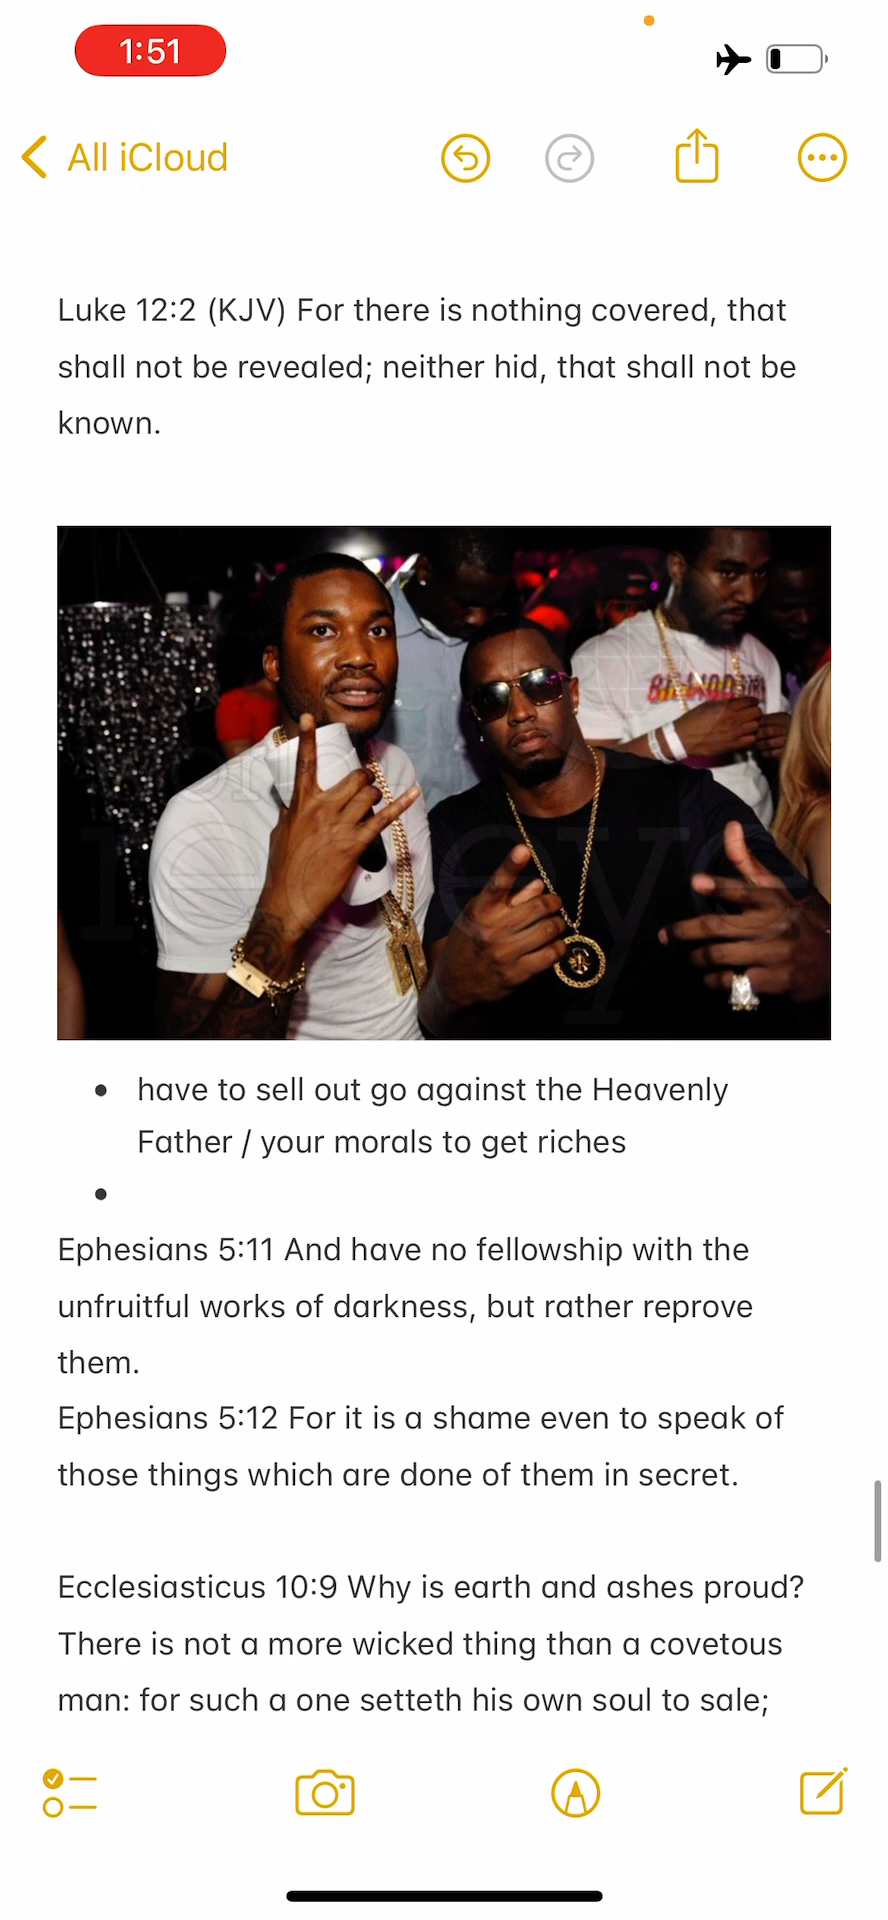 1:51
All iCloud
Luke 12:2 (KJV) For there is nothing covered, that
shall not be revealed; neither hid, that shall not be
known.
redeye
• have to sell out go against the Heavenly
Father / your morals to get riches
•
Ephesians 5:11 And have no fellowship with the
unfruitful works of darkness, but rather reprove
them.
Ephesians 5:12 For it is a shame even to speak of
those things which are done of them in secret.
Ecclesiasticus 10:9 Why is earth and ashes proud?
There is not a more wicked thing than a covetous
man: for such a one setteth his own soul to sale;